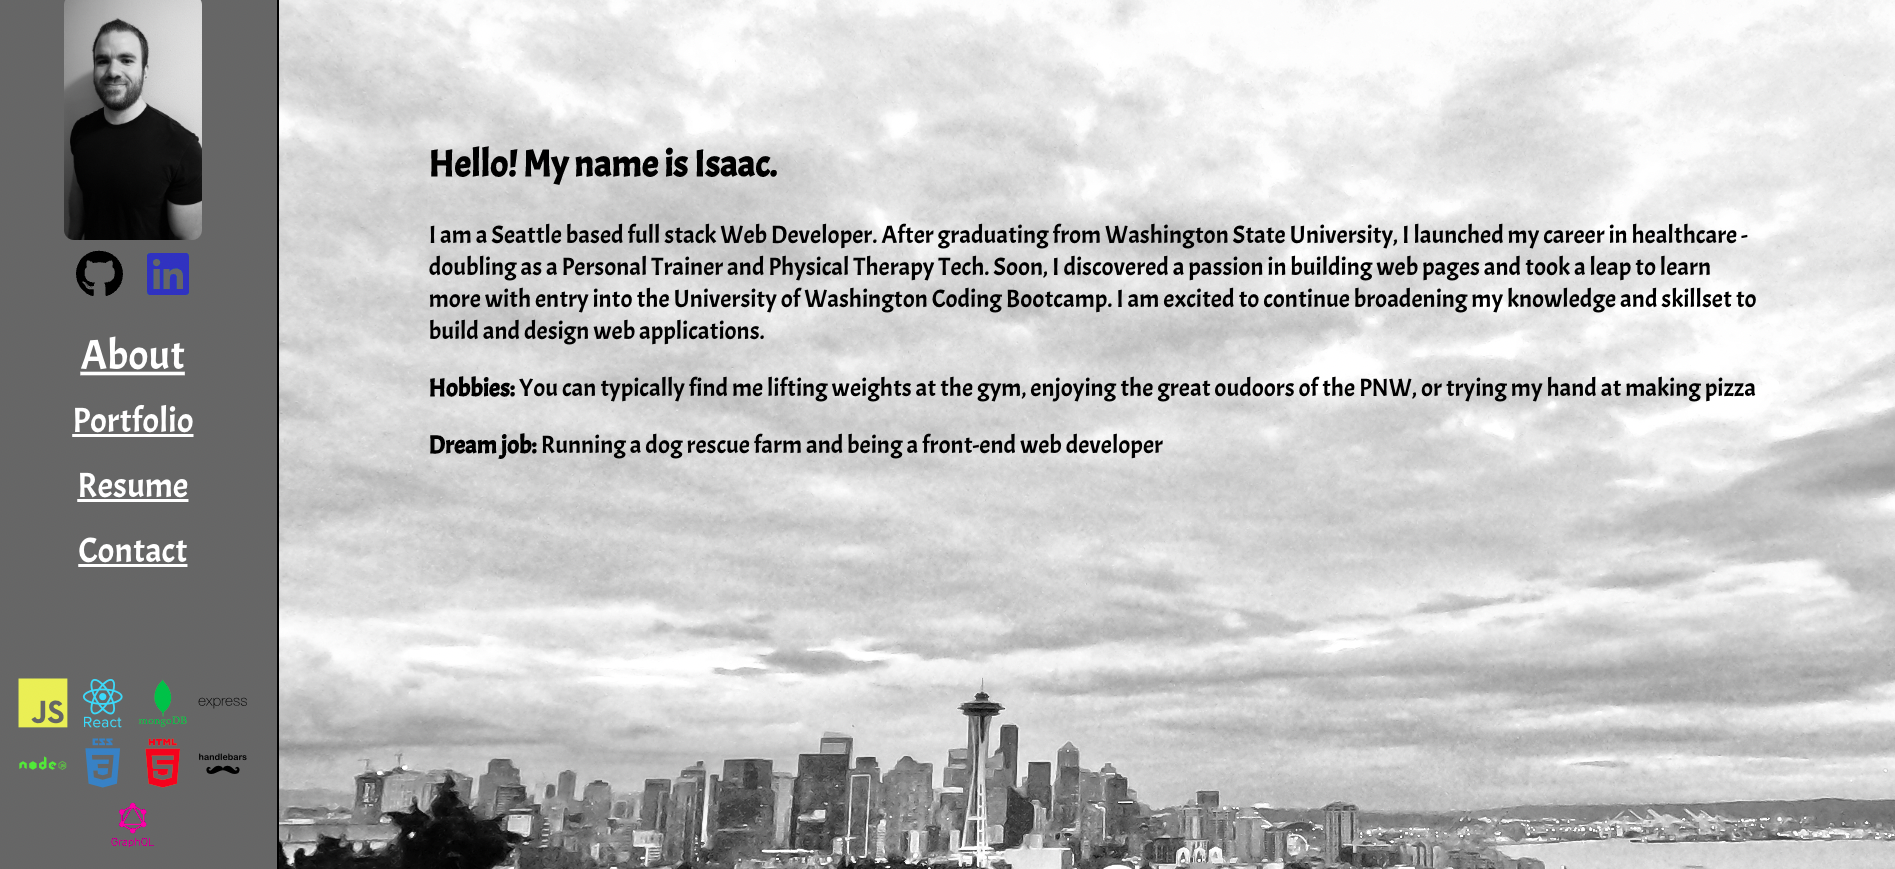 in
About
Portfolio
Resume
Contact
JS
React
mongoDB
express
node
CSS
3
HTML
5
handlebars
GraphQL
Hello! My name is Isaac.
I am a Seattle based full stack Web Developer. After graduating from Washington State University, I launched my career in healthcare -
doubling as a Personal Trainer and Physical Therapy Tech. Soon, I discovered a passion in building web pages and took a leap to learn
more with entry into the University of Washington Coding Bootcamp. I am excited to continue broadening my knowledge and skillset to
build and design web applications.
Hobbies: You can typically find me lifting weights at the gym, enjoying the great oudoors of the PNW, or trying my hand at making pizza
Dream job: Running a dog rescue farm and being a front-end web developer